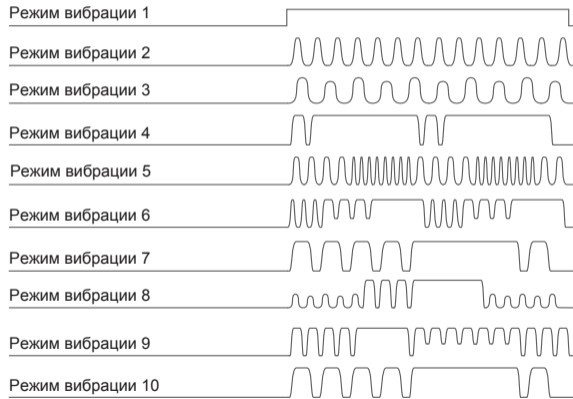 Режим вибрации 1
Режим вибрации 2
Режим вибрации 3
Режим вибрации 4
Режим вибрации 5
Режим вибрации 6
Режим вибрации 7
Режим вибрации 8
Режим вибрации 9
Режим вибрации 10